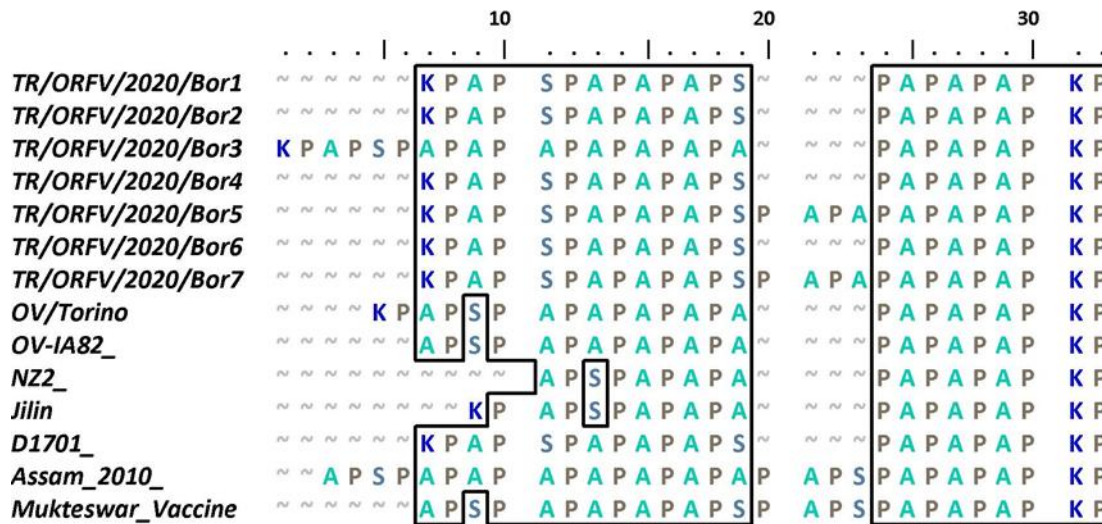 10 20 30
. . . . | . . . . | . . . . | . . . . | . . . . | . . . . | . .
TR/ORFV/2020/Bor1 ~ ~ ~ ~ ~ ~ K P A P S P A P A P A P S ~ ~ ~ ~ P A P A P A P K P
TR/ORFV/2020/Bor2 ~ ~ ~ ~ ~ ~ K P A P S P A P A P A P S ~ ~ ~ ~ P A P A P A P K P
TR/ORFV/2020/Bor3 K P A P S P A P A P A P A P A P A P A ~ ~ ~ ~ P A P A P A P K P
TR/ORFV/2020/Bor4 ~ ~ ~ ~ ~ ~ K P A P S P A P A P A P S ~ ~ ~ ~ P A P A P A P K P
TR/ORFV/2020/Bor5 ~ ~ ~ ~ ~ ~ K P A P S P A P A P A P S P A P A P A P A P A P K P
TR/ORFV/2020/Bor6 ~ ~ ~ ~ ~ ~ K P A P S P A P A P A P S ~ ~ ~ ~ P A P A P A P K P
TR/ORFV/2020/Bor7 ~ ~ ~ ~ ~ ~ K P A P S P A P A P A P S P A P A P A P A P A P K P
OV/Torino ~ ~ ~ ~ K P A P S P A P A P A P A P A ~ ~ ~ ~ P A P A P A P K P
OV-IA82_ ~ ~ ~ ~ ~ ~ A P S P A P A P A P A P A ~ ~ ~ ~ P A P A P A P K P
NZ2_ ~ ~ ~ ~ ~ ~ ~ ~ ~ ~ A P S P A P A P A ~ ~ ~ ~ P A P A P A P K P
Jilin ~ ~ ~ ~ ~ ~ ~ ~ K P A P S P A P A P A ~ ~ ~ ~ P A P A P A P K P
D1701_ ~ ~ ~ ~ ~ ~ K P A P S P A P A P A P S ~ ~ ~ ~ P A P A P A P K P
Assam_2010_ ~ ~ A P S P A P A P A P A P A P A P A P A P S P A P A P A P K P
Mukteswar_Vaccine ~ ~ ~ ~ ~ ~ A P S P A P A P A P A P S P A P S P A P A P A P K P